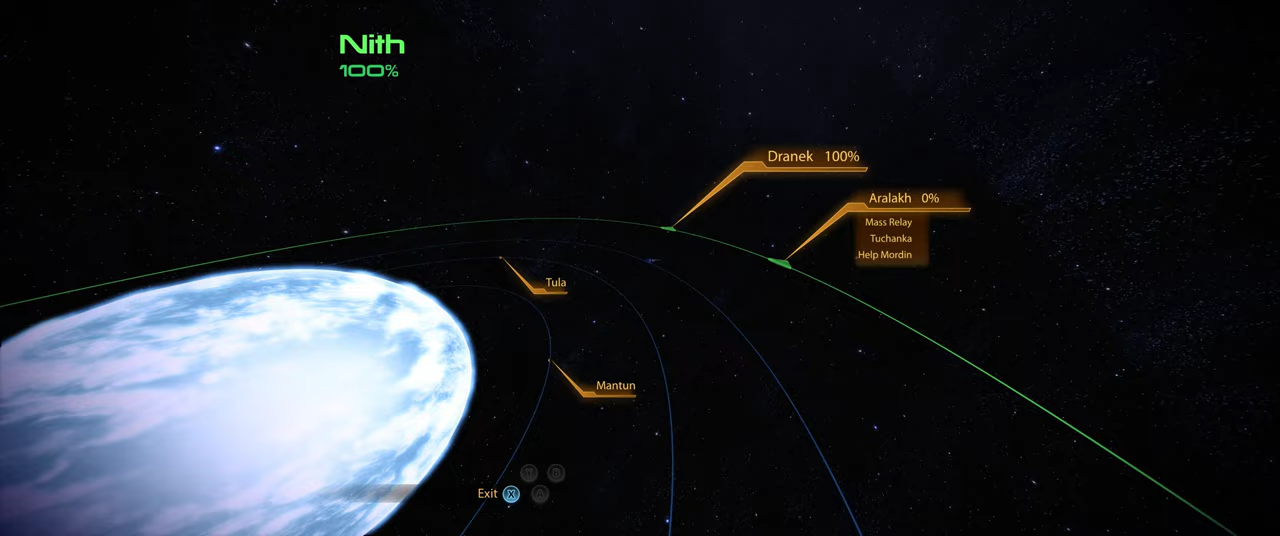 Nith
100%
Dranek 100%
Aralakh 0%
Mass Relay
Tuchanka
Help Mordin
Tula
Mantun
Exit X